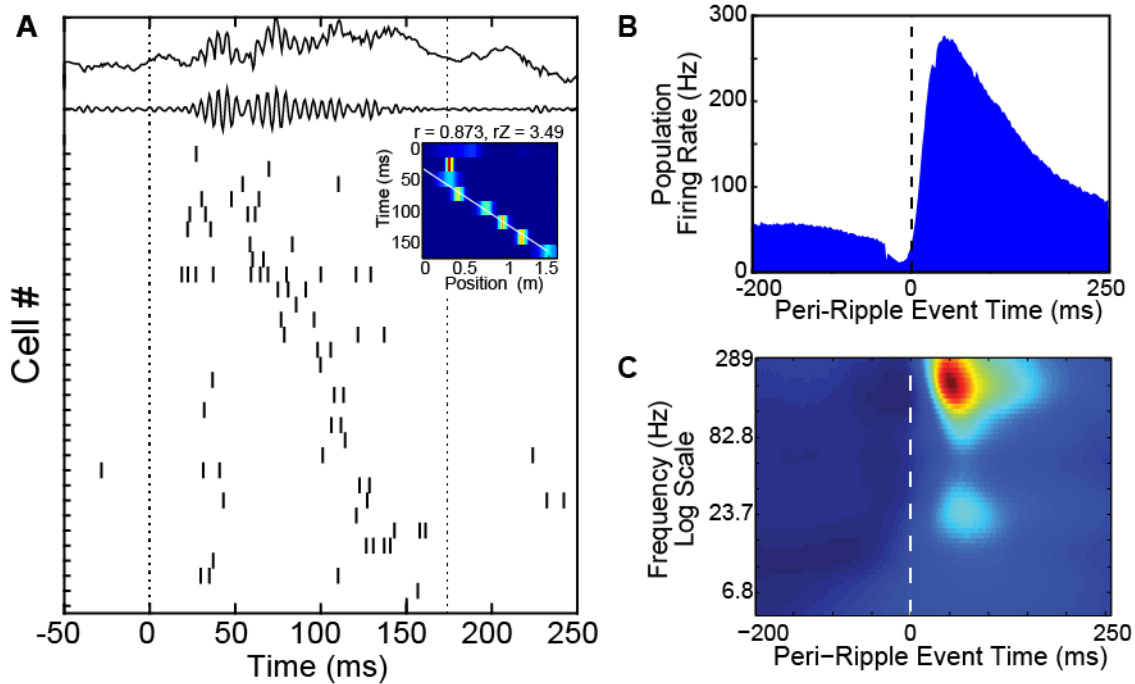 A
r = 0.873, rZ = 3.49
0
50
100
150
Time (ms)
0
0.5
1
1.5
Position (m)
Cell #
-50
0
50
100
150
200
250
Time (ms)
B
300
200
100
0
Population
Firing Rate (Hz)
-200
0
250
Peri-Ripple Event Time (ms)
C
289
82.8
23.7
6.8
Frequency (Hz)
Log Scale
−200
0
250
Peri−Ripple Event Time (ms)